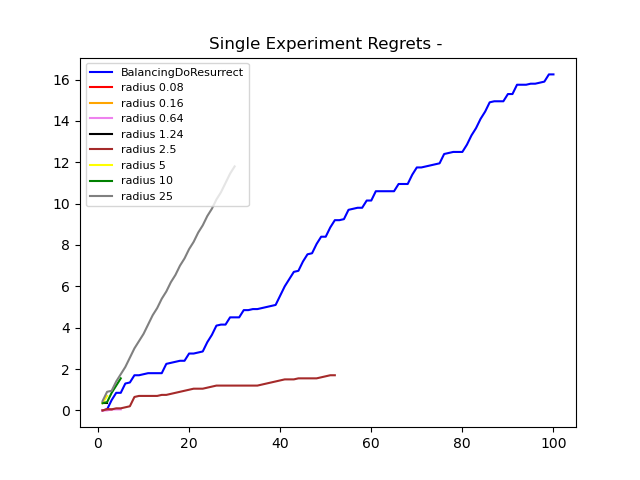 Single Experiment Regrets -
BalancingDoResurrect
radius 0.08
radius 0.16
radius 0.64
radius 1.24
radius 2.5
radius 5
radius 10
radius 25
16
14
12
10
8
6
4
2
0
0 20 40 60 80 100